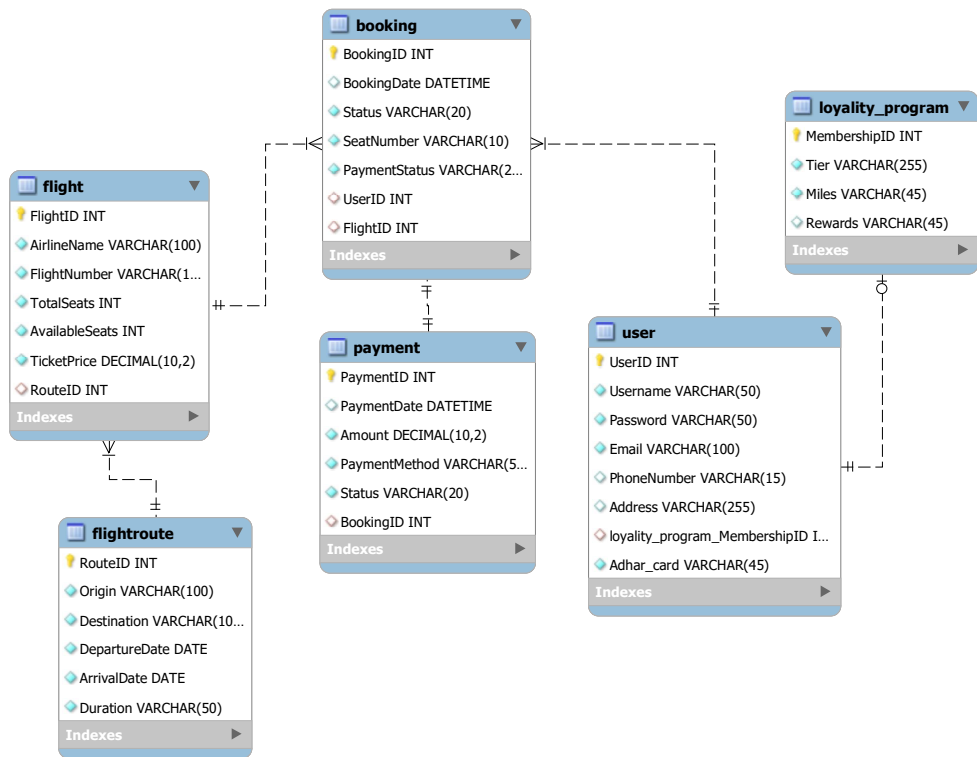 booking
BookingID INT
BookingDate DATETIME
Status VARCHAR(20)
SeatNumber VARCHAR(10)
PaymentStatus VARCHAR(2...
UserID INT
FlightID INT
Indexes
loyality_program
MembershipID INT
Tier VARCHAR(255)
Miles VARCHAR(45)
Rewards VARCHAR(45)
Indexes
flight
FlightID INT
AirlineName VARCHAR(100)
FlightNumber VARCHAR(1...
TotalSeats INT
AvailableSeats INT
TicketPrice DECIMAL(10,2)
RouteID INT
Indexes
payment
PaymentID INT
PaymentDate DATETIME
Amount DECIMAL(10,2)
PaymentMethod VARCHAR(5...
Status VARCHAR(20)
BookingID INT
Indexes
user
UserID INT
Username VARCHAR(50)
Password VARCHAR(50)
Email VARCHAR(100)
PhoneNumber VARCHAR(15)
Address VARCHAR(255)
loyality_program_MembershipID I...
Adhar_card VARCHAR(45)
Indexes
flightroute
RouteID INT
Origin VARCHAR(100)
Destination VARCHAR(10...
DepartureDate DATE
ArrivalDate DATE
Duration VARCHAR(50)
Indexes